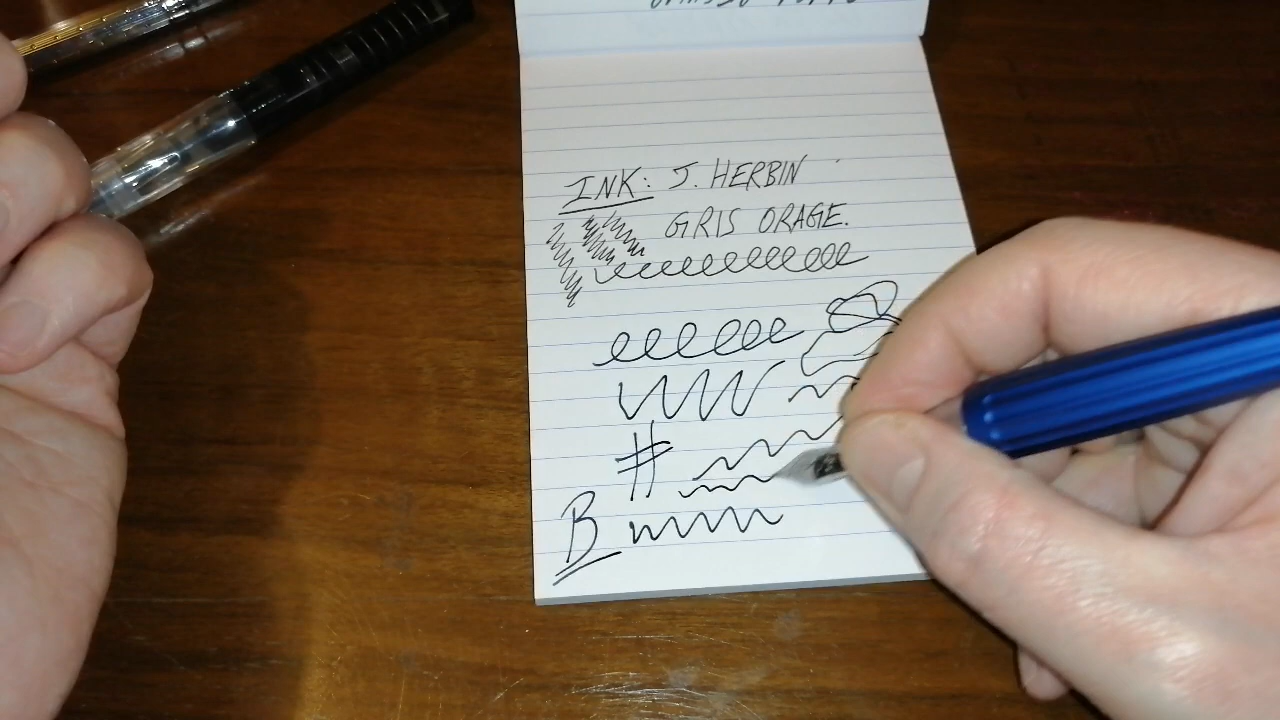 INK: J. HERBIN
GRIS ORAGE.
#
B